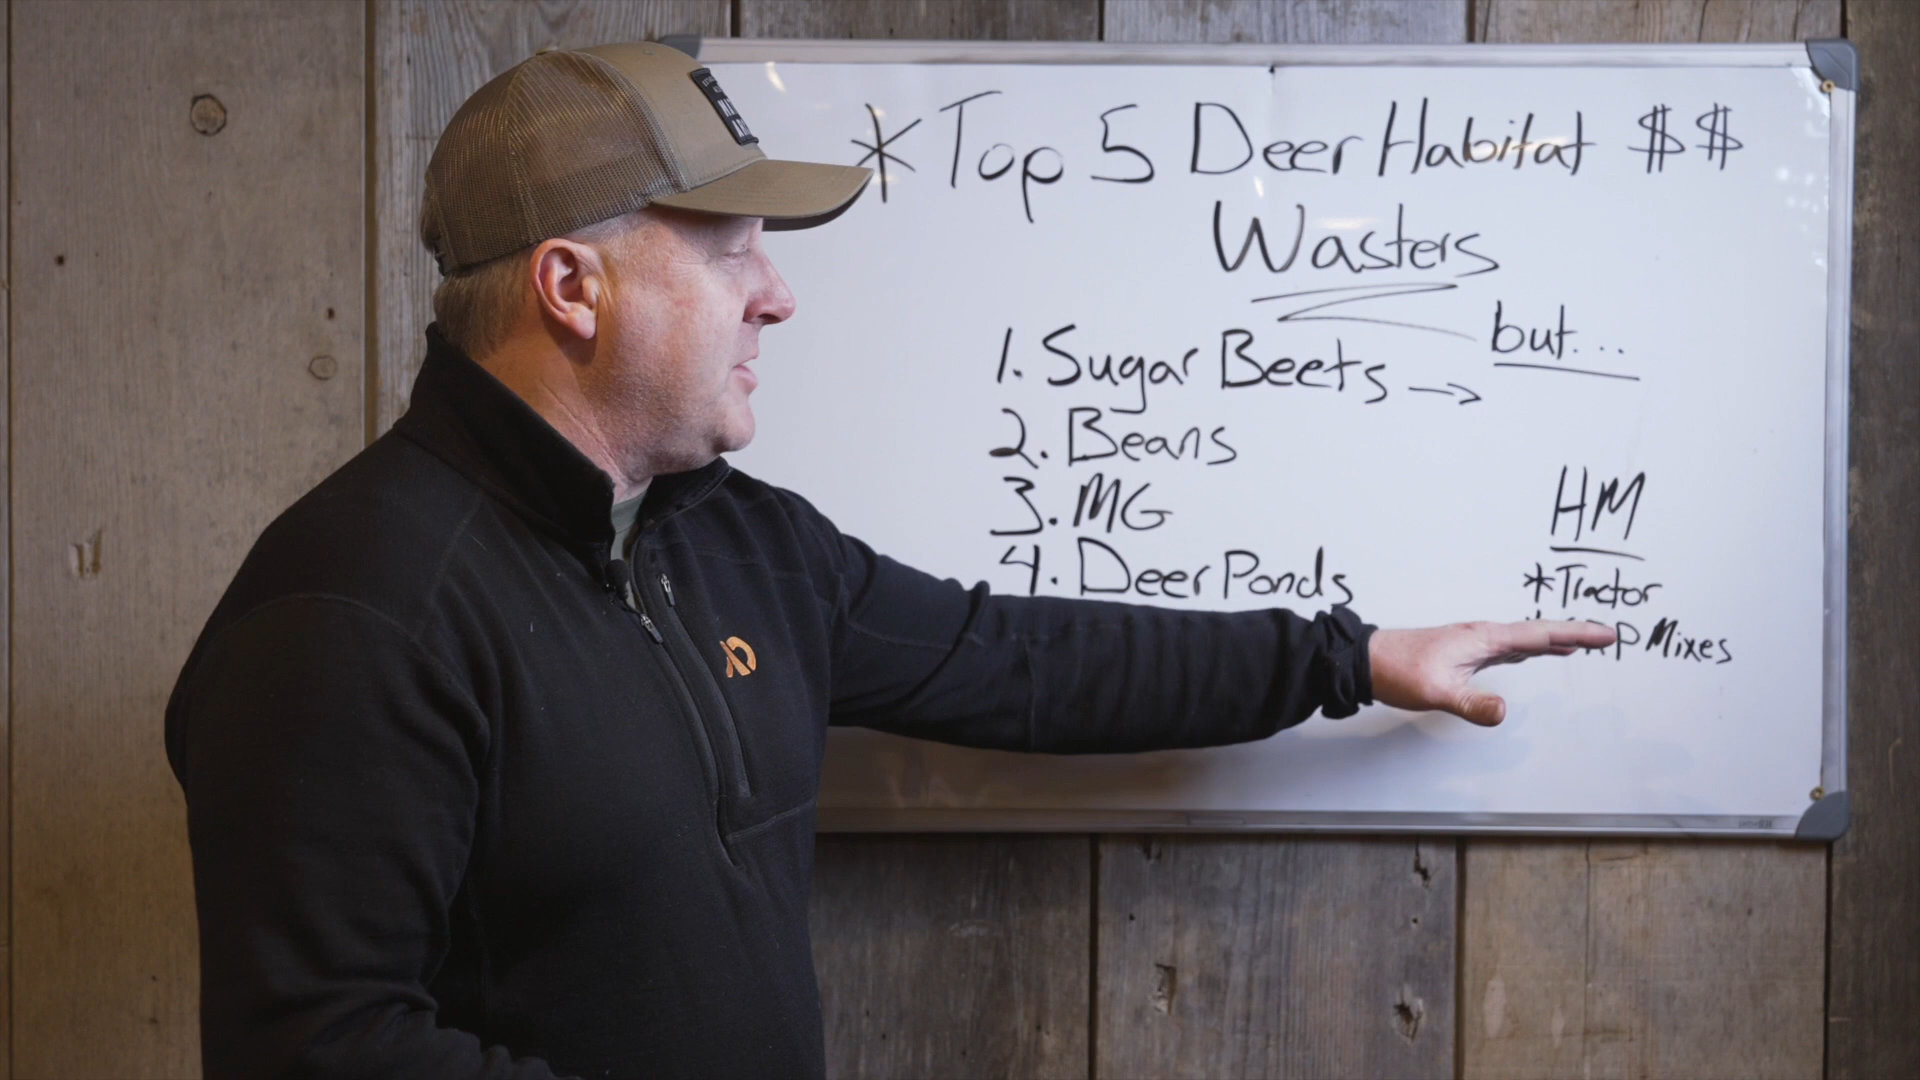 * Top 5 Deer Habitat $$
Wasters
but...
1. Sugar Beets →
2. Beans
3. MG
4. Deer Ponds
HM
* Tractor
Mixes